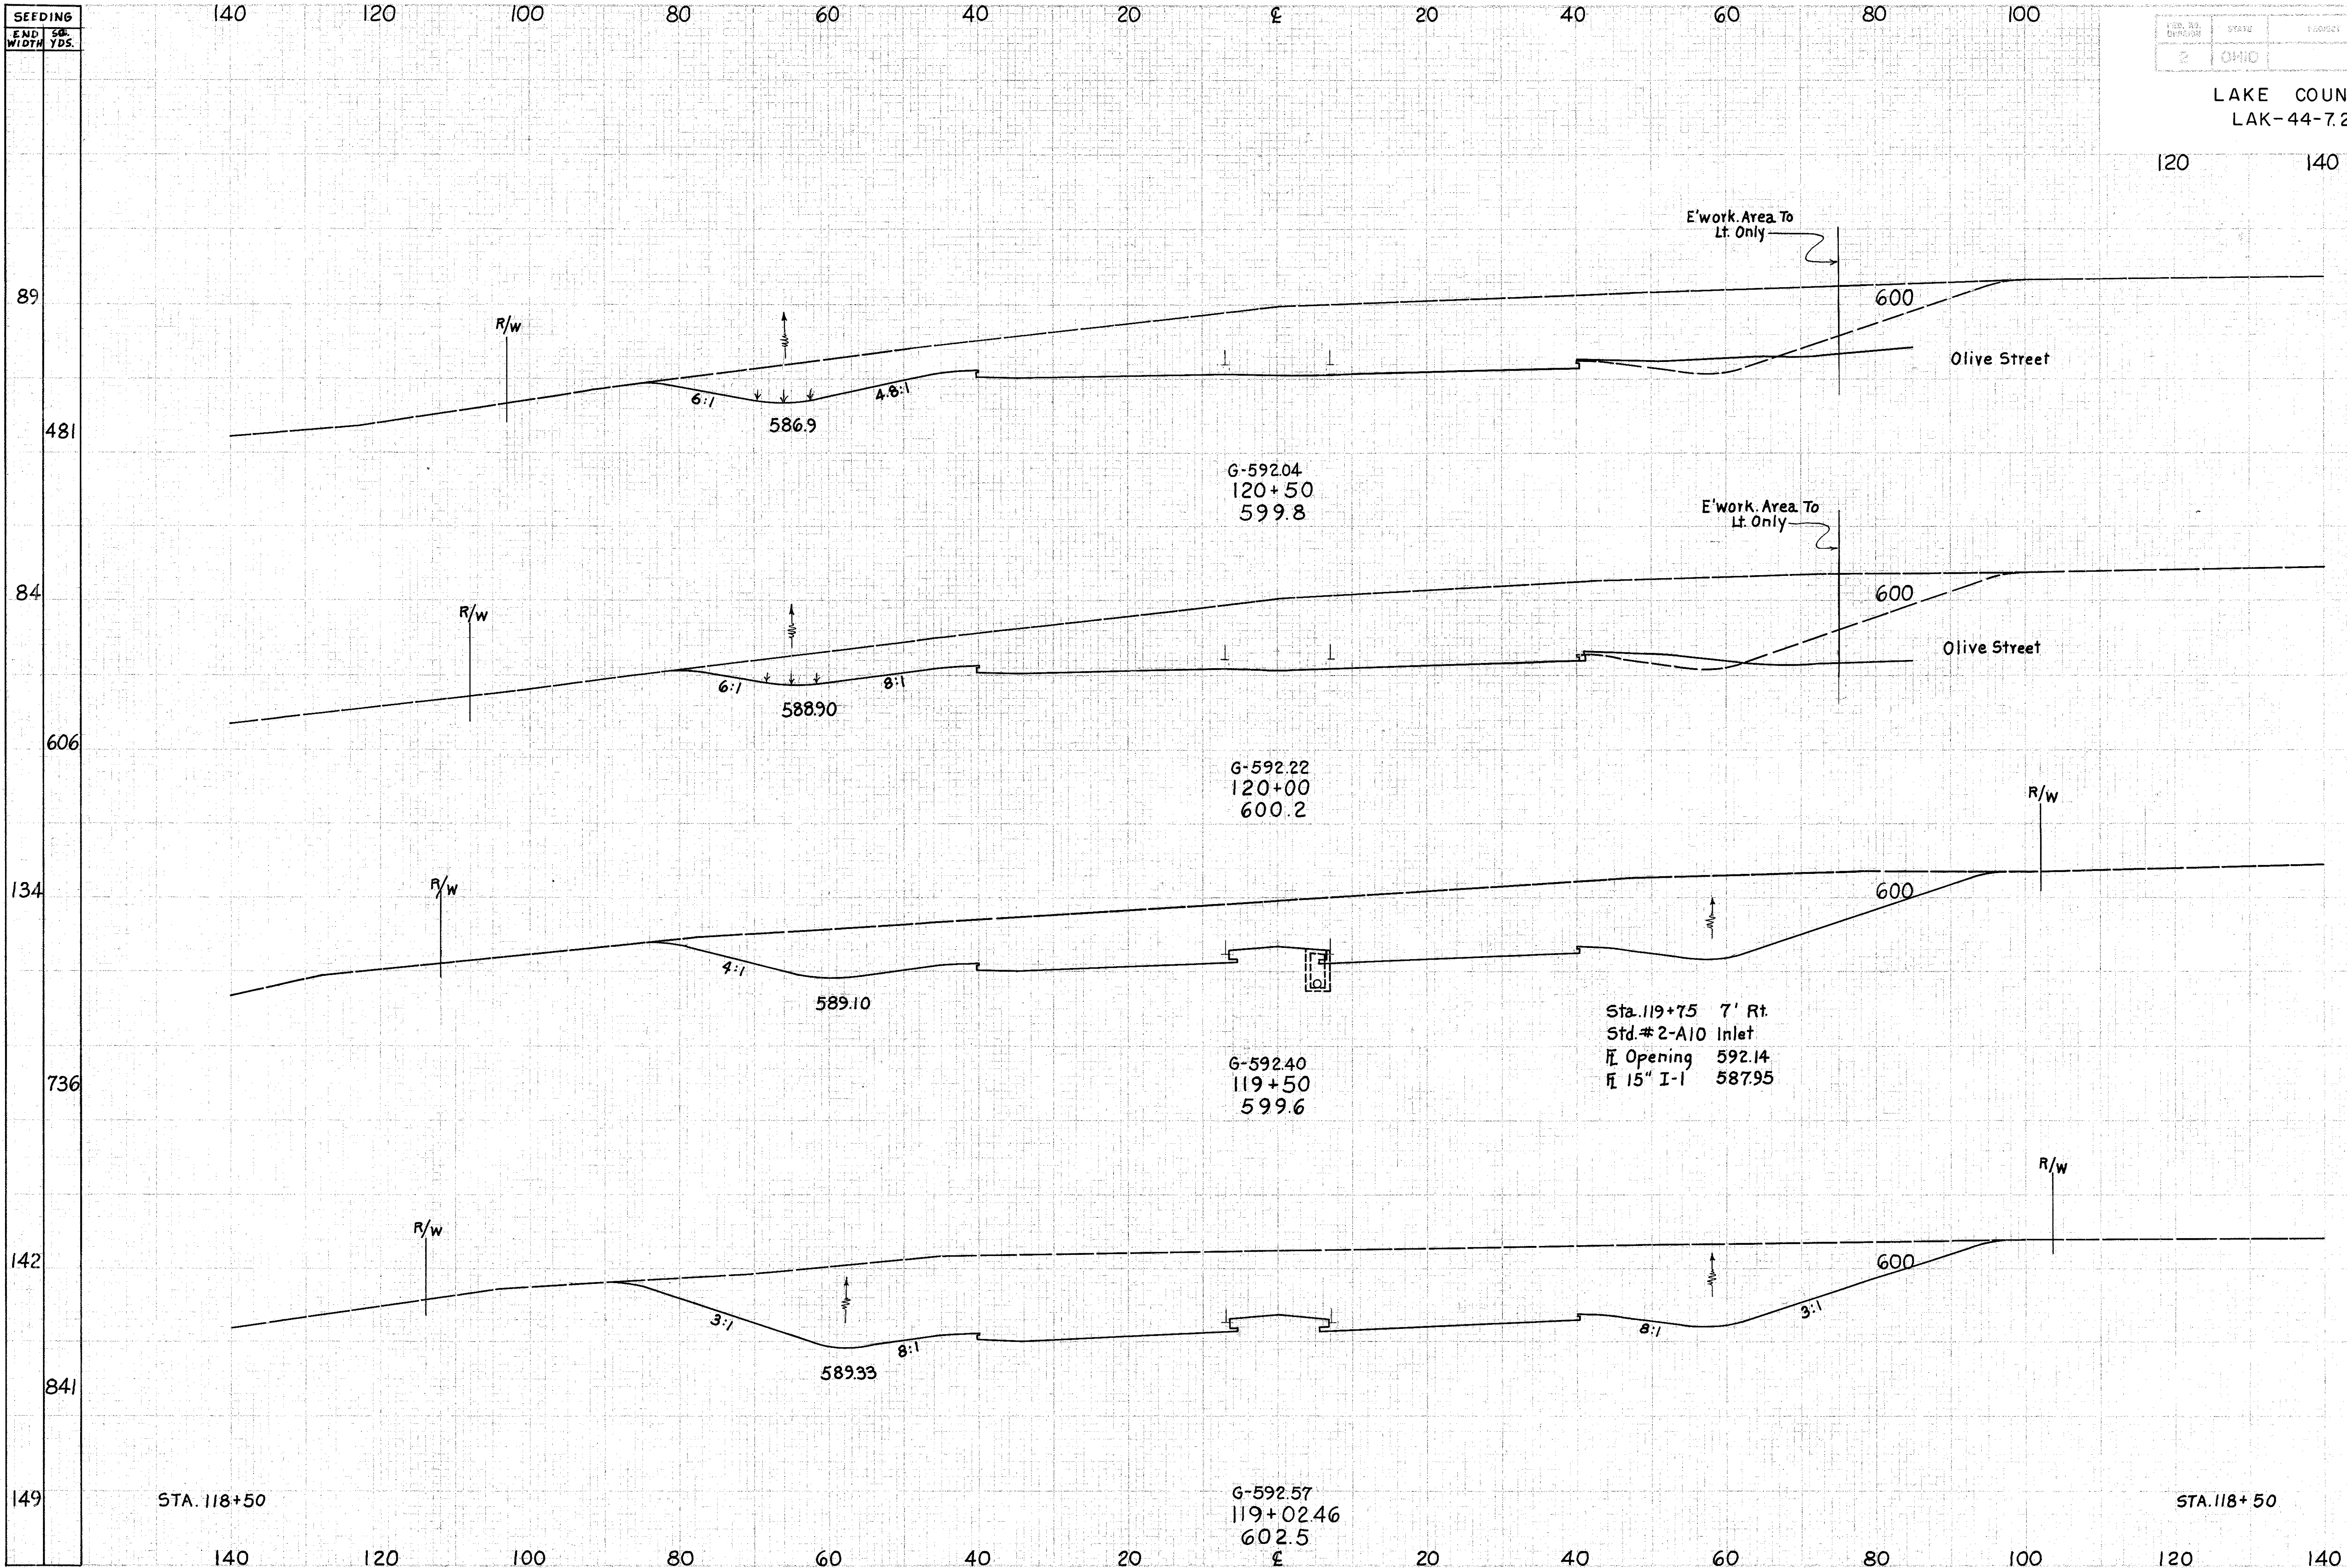 SEEDING
END WIDTH
SQ. YDS.
140 120 100 80 60 40 20 ℄ 20 40 60 80 100
FED. RD. DIVISION STATE
2 OHIO
LAKE COUN
LAK-44-7.2
120 140
E'work. Area To
Lt. Only
89
600
R/W
Olive Street
6:1
4.8:1
586.9
481
G-592.04
120+50
599.8
E'work. Area To
Lt. Only
84
600
R/W
Olive Street
6:1
8:1
588.90
606
G-592.22
120+00
600.2
R/W
134
R/W
600
4:1
589.10
Sta. 119+75 7' Rt.
Std. #2-A10 Inlet
FL Opening 592.14
FL 15" I-1 587.95
736
G-592.40
119+50
599.6
R/W
R/W
142
600
3:1
8:1
8:1
3:1
589.33
841
149
STA. 118+50
G-592.57
119+02.46
602.5
STA. 118+50
140 120 100 80 60 40 20 ℄ 20 40 60 80 100 120 140